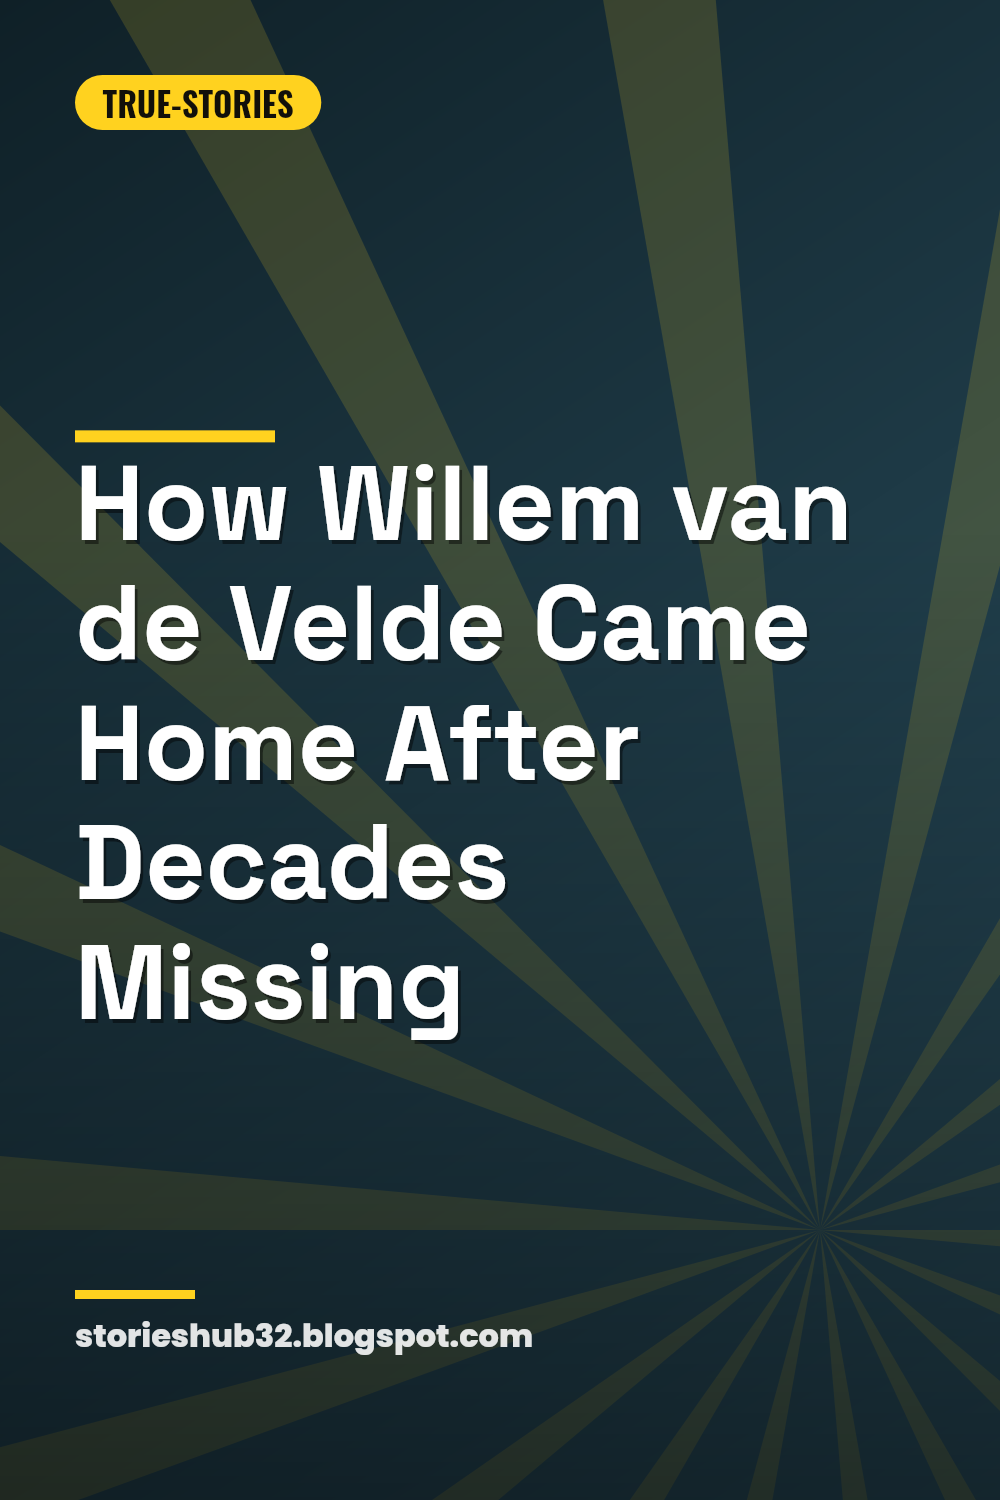 TRUE-STORIES
How Willem van
de Velde Came
Home After
Decades
Missing
storieshub32.blogspot.com